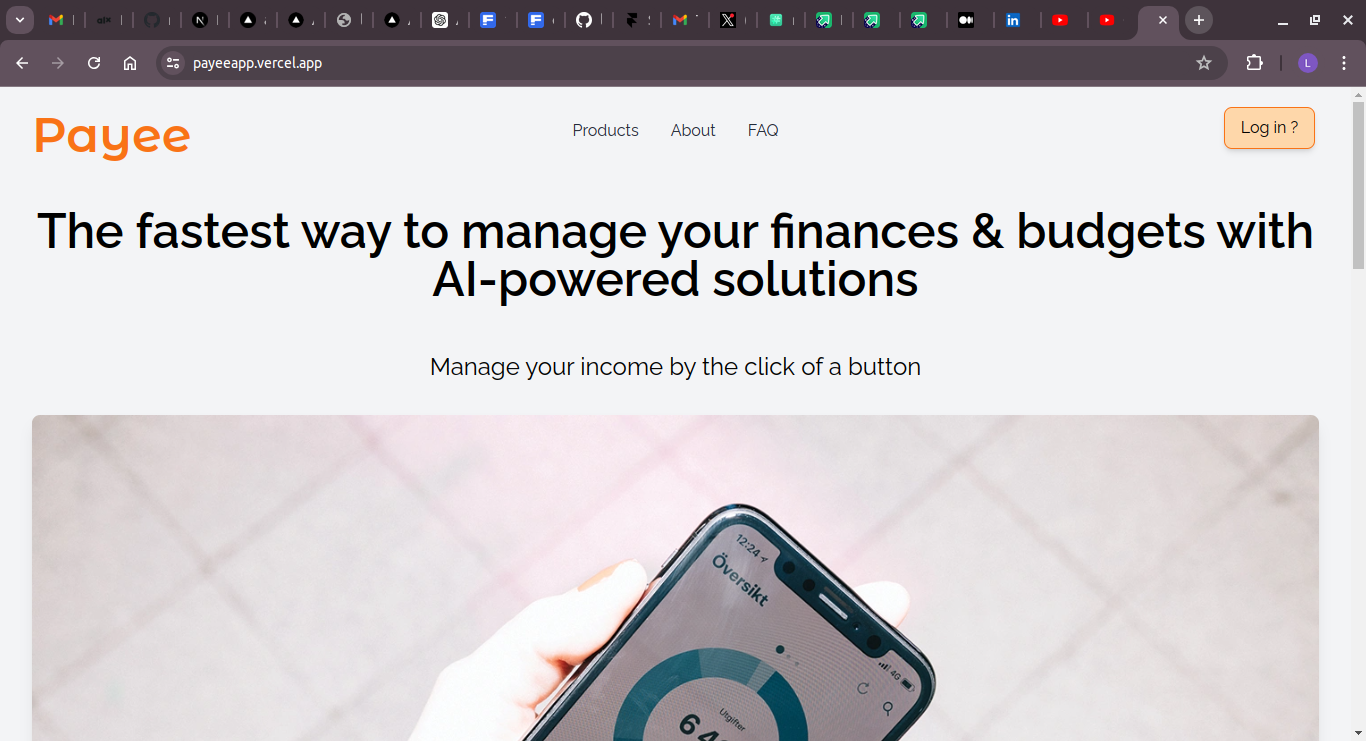 payeeapp.vercel.app
L
Payee
Products
About
FAQ
Log in ?
The fastest way to manage your finances & budgets with
AI-powered solutions
Manage your income by the click of a button
12:24
Översikt
4G
Utgifter